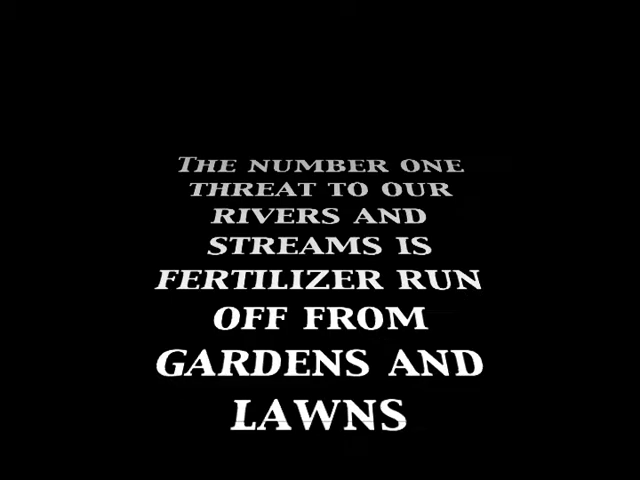 The number one
threat to our
rivers and
streams is
fertilizer run
off from
gardens and
lawns